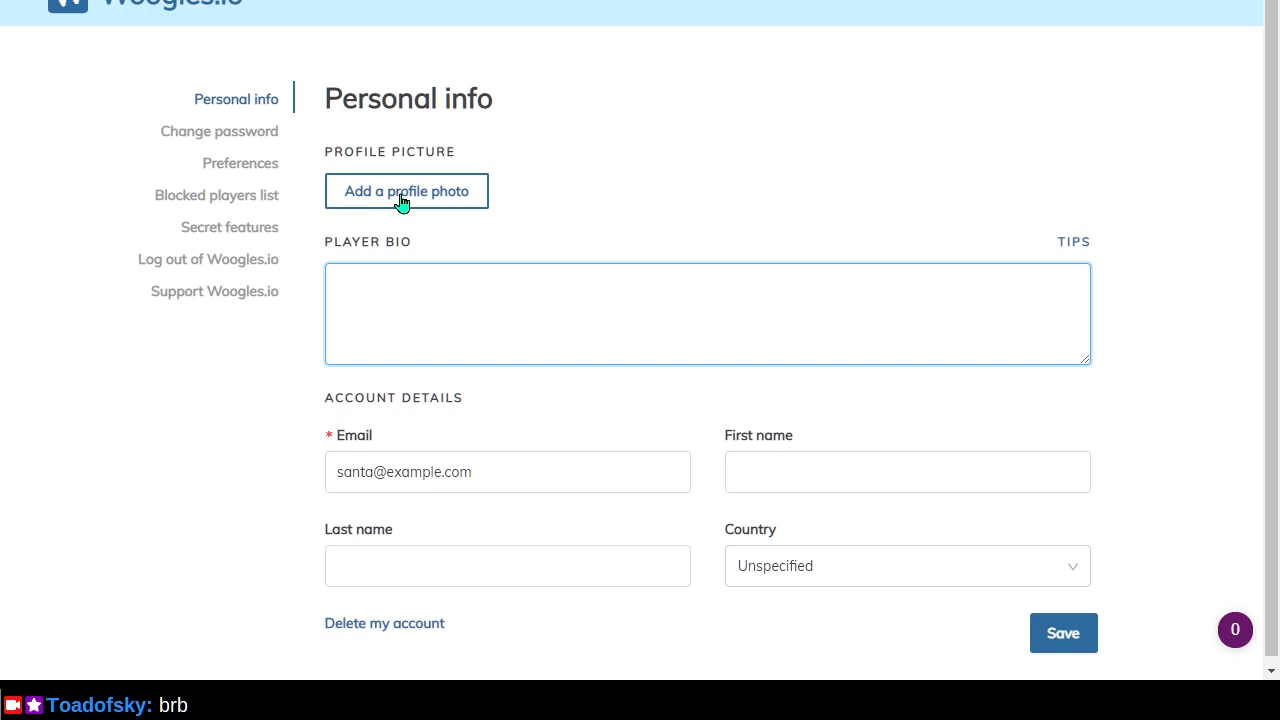 Woogles.io
Personal info
Change password
Preferences
Blocked players list
Secret features
Log out of Woogles.io
Support Woogles.io
Personal info
PROFILE PICTURE
Add a profile photo
PLAYER BIO
TIPS
ACCOUNT DETAILS
* Email
First name
santa@example.com
Last name
Country
Unspecified
Delete my account
Save
0
Toadofsky: brb